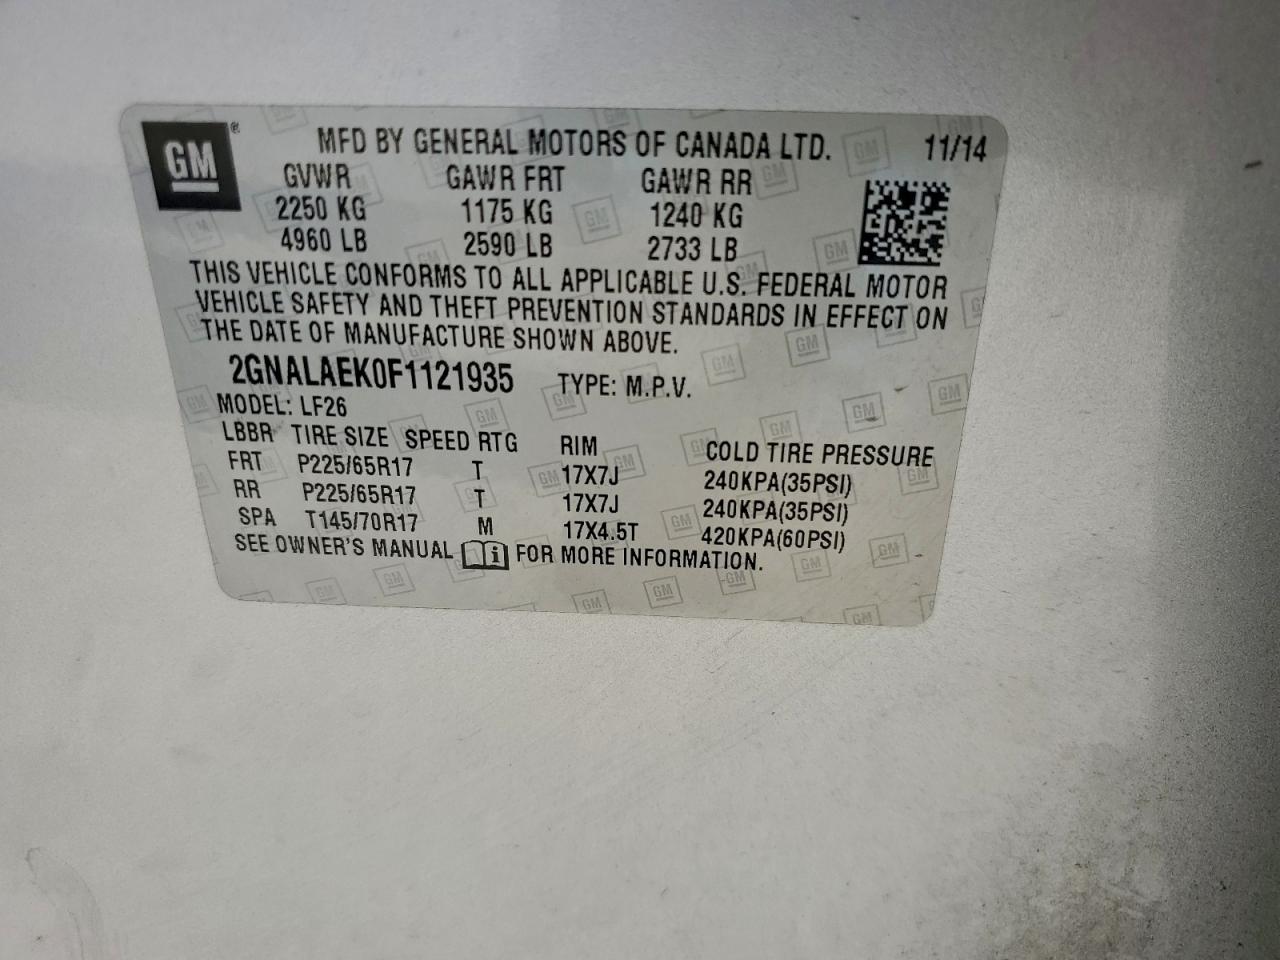 GM ® MFD BY GENERAL MOTORS OF CANADA LTD. 11/14
GVWR GAWR FRT GAWR RR
2250 KG 1175 KG 1240 KG
4960 LB 2590 LB 2733 LB
THIS VEHICLE CONFORMS TO ALL APPLICABLE U.S. FEDERAL MOTOR
VEHICLE SAFETY AND THEFT PREVENTION STANDARDS IN EFFECT ON
THE DATE OF MANUFACTURE SHOWN ABOVE.
2GNALAEK0F1121935 TYPE: M.P.V.
MODEL: LF26
LBBR TIRE SIZE SPEED RTG RIM COLD TIRE PRESSURE
FRT P225/65R17 T 17X7J 240KPA(35PSI)
RR P225/65R17 T 17X7J 240KPA(35PSI)
SPA T145/70R17 M 17X4.5T 420KPA(60PSI)
SEE OWNER'S MANUAL i FOR MORE INFORMATION.